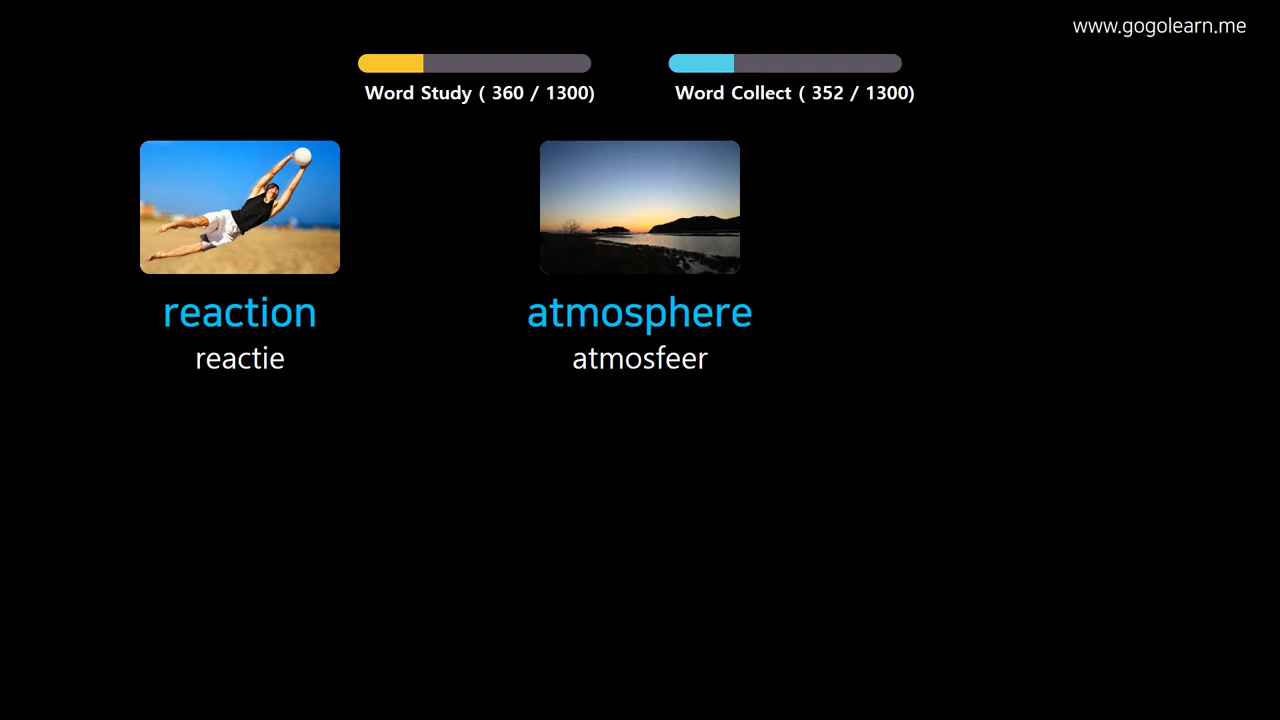 www.gogolearn.me
Word Study ( 360 / 1300)
Word Collect ( 352 / 1300)
reaction
reactie
atmosphere
atmosfeer